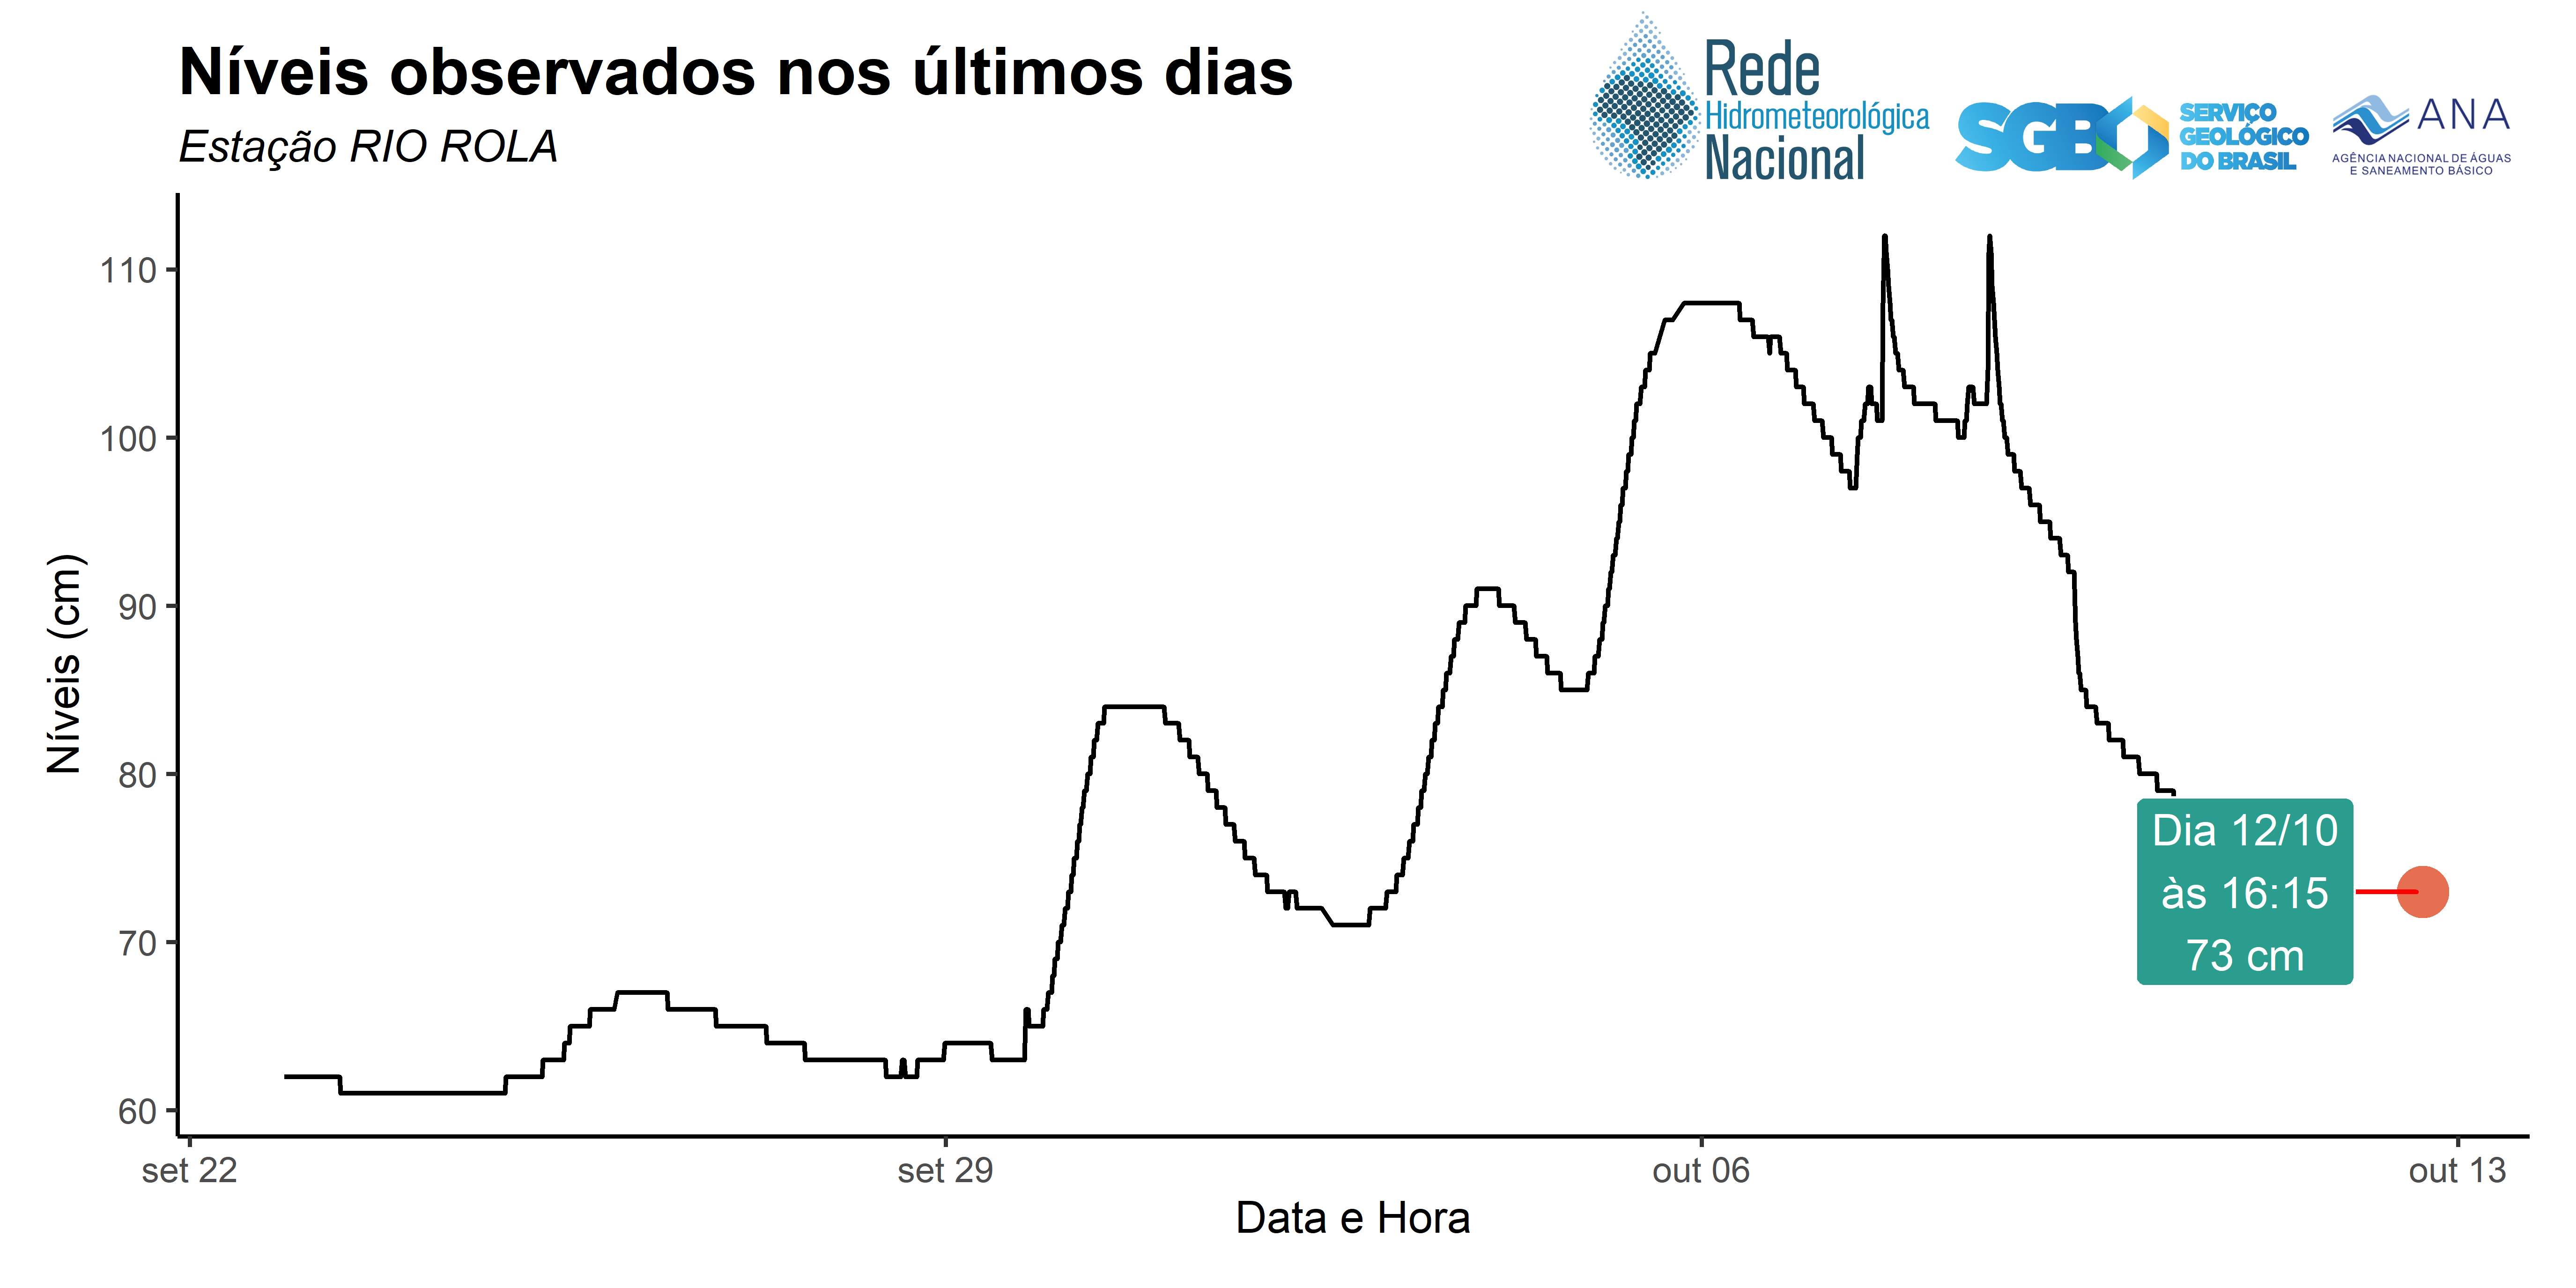 Níveis observados nos últimos dias
Estação RIO ROLA
Rede
Hidrometeorológica
Nacional
SGB
SERVIÇO
GEOLÓGICO
DO BRASIL
ANA
AGÊNCIA NACIONAL DE ÁGUAS
E SANEAMENTO BÁSICO
Níveis (cm)
110
100
90
80
70
60
Dia 12/10
às 16:15
73 cm
set 22
set 29
out 06
out 13
Data e Hora